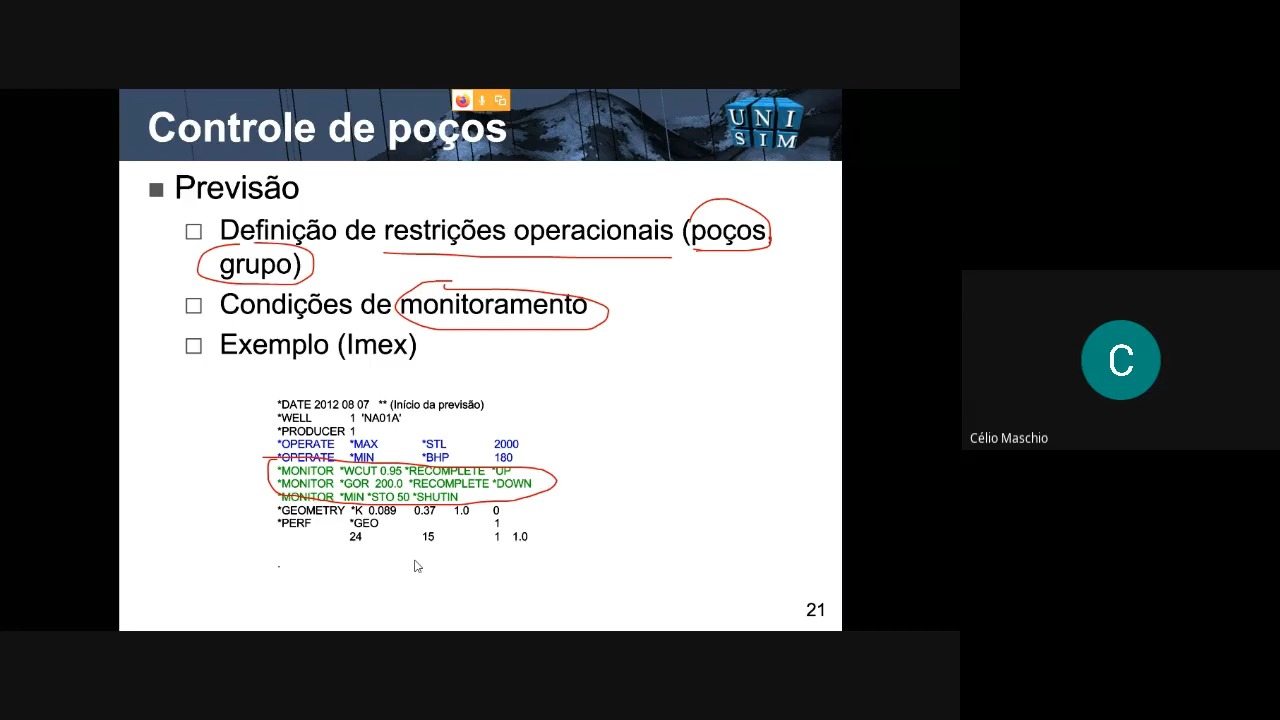 Controle de poços
UNI
SIM
Previsão
Definição de restrições operacionais (poços,
grupo)
Condições de monitoramento
Exemplo (Imex)
*DATE 2012 08 07 ** (Início da previsão)
*WELL 1 'NA01A'
*PRODUCER 1
*OPERATE *MAX *STL 2000
*OPERATE *MIN *BHP 180
*MONITOR *WCUT 0.95 *RECOMPLETE *UP
*MONITOR *GOR 200.0 *RECOMPLETE *DOWN
*MONITOR *MIN *STO 50 *SHUTIN
*GEOMETRY *K 0.089 0.37 1.0 0
*PERF *GEO 1
24 15 1 1.0
.
21
C
Célio Maschio